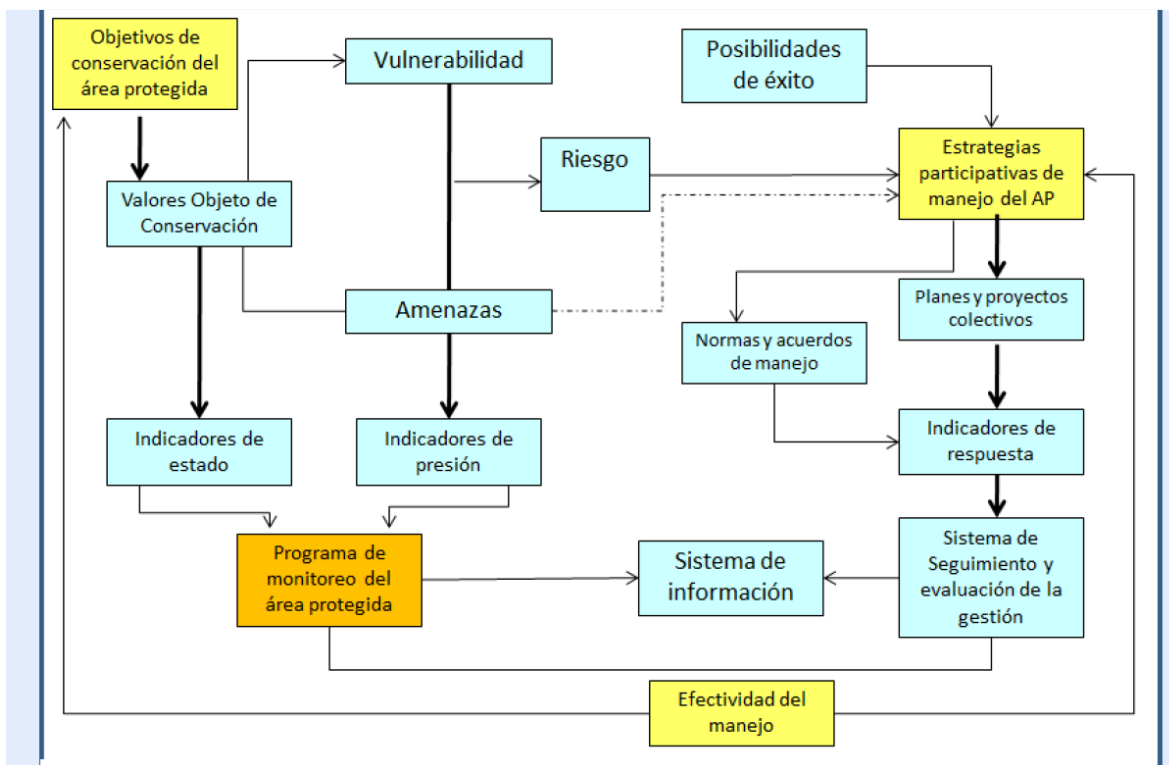 Objetivos de
conservación del
área protegida
Vulnerabilidad
Posibilidades
de éxito
Riesgo
Estrategias
participativas de
manejo del AP
Valores Objeto de
Conservación
Amenazas
Planes y proyectos
colectivos
Normas y acuerdos
de manejo
Indicadores de
estado
Indicadores de
presión
Indicadores de
respuesta
Programa de
monitoreo del
área protegida
Sistema de
información
Sistema de
Seguimiento y
evaluación de la
gestión
Efectividad del
manejo